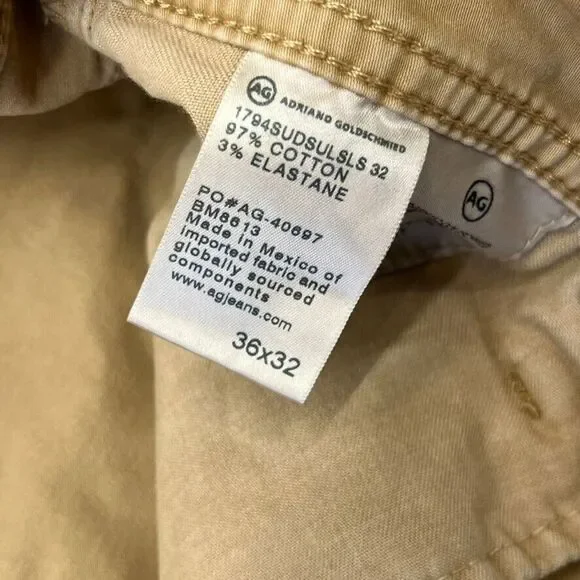 AG ADRIANO GOLDSCHMIED
1794SUDSULSLS 32
97% COTTON
3% ELASTANE
PO#AG-40697
BM8613
Made in Mexico of
imported fabric and
globally sourced
components
www.agjeans.com
36x32
AG